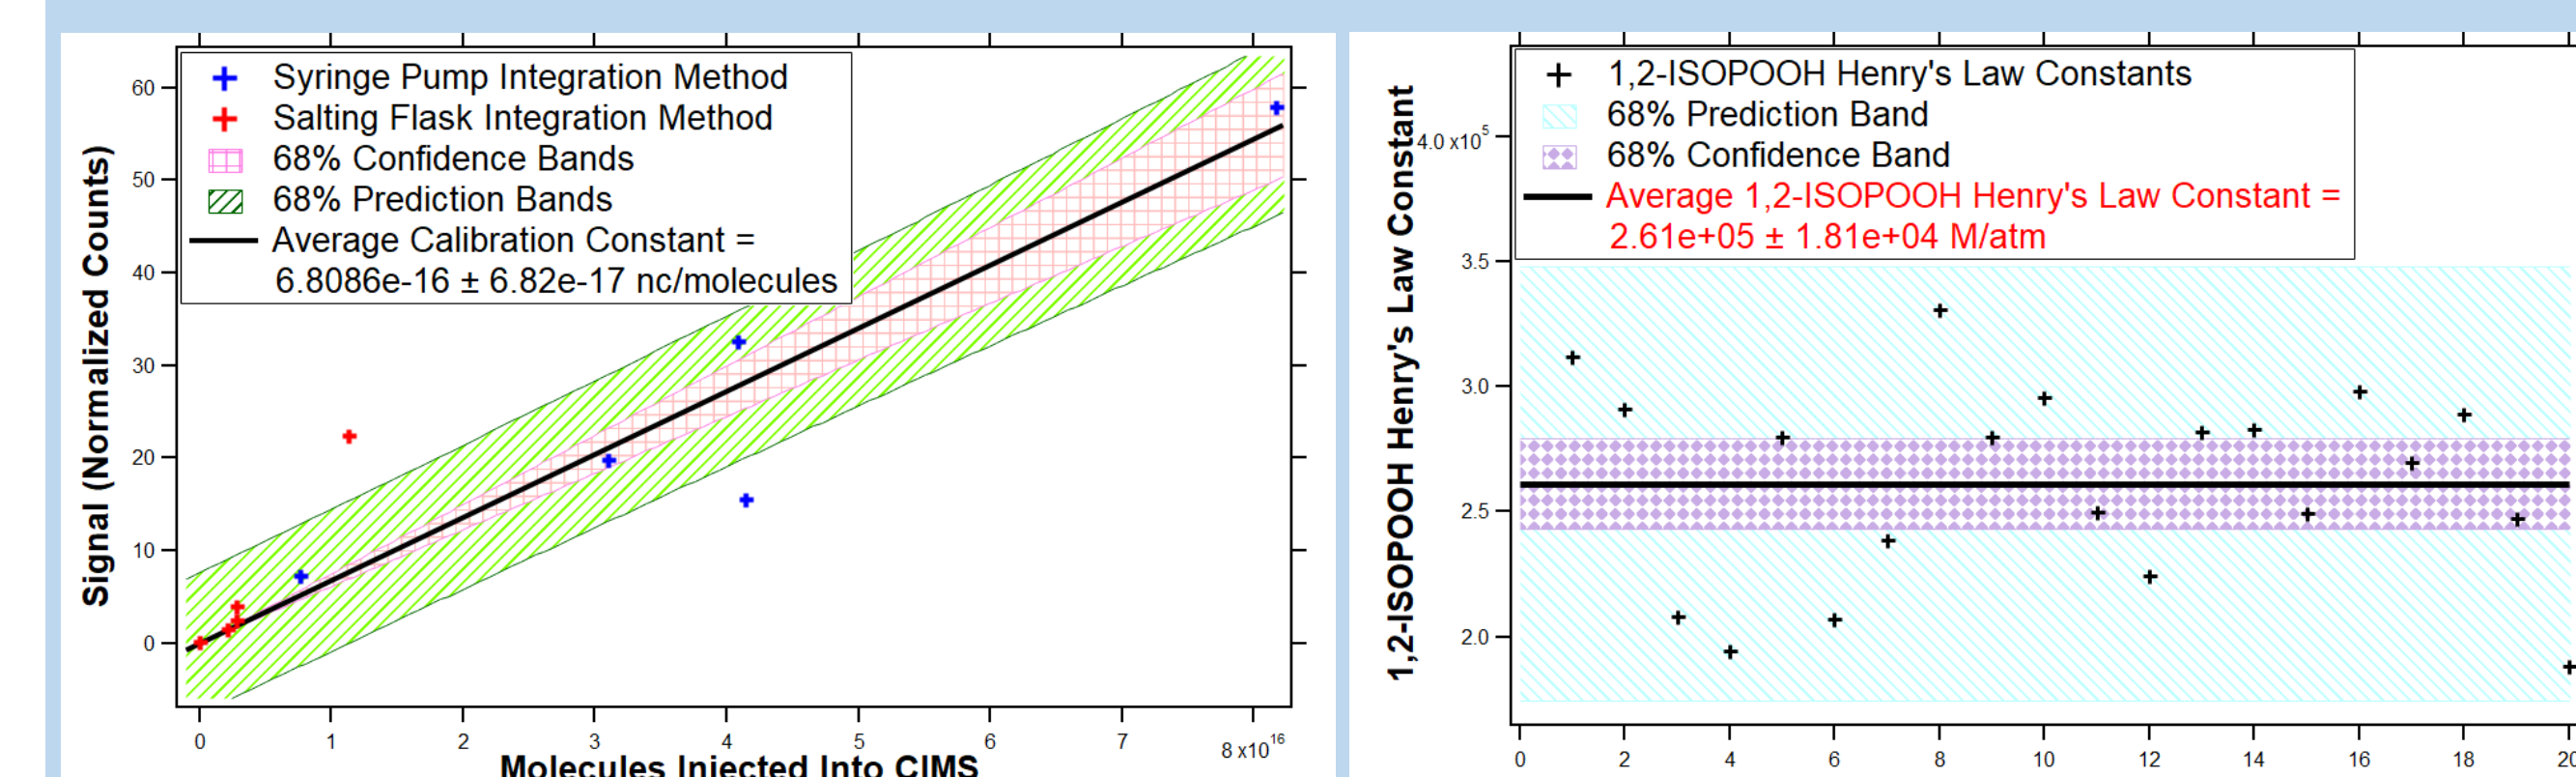 Syringe Pump Integration Method
Salting Flask Integration Method
68% Confidence Bands
68% Prediction Bands
Average Calibration Constant =
6.8086e-16 ± 6.82e-17 nc/molecules
Signal (Normalized Counts)
60
50
40
30
20
10
0
0 1 2 3 4 5 6 7 8 x10¹⁶
Molecules Injected Into CIMS
1,2-ISOPOOH Henry's Law Constants
68% Prediction Band
68% Confidence Band
Average 1,2-ISOPOOH Henry's Law Constant =
2.61e+05 ± 1.81e+04 M/atm
1,2-ISOPOOH Henry's Law Constant
4.0 x10⁵
3.5
3.0
2.5
2.0
0 2 4 6 8 10 12 14 16 18 20